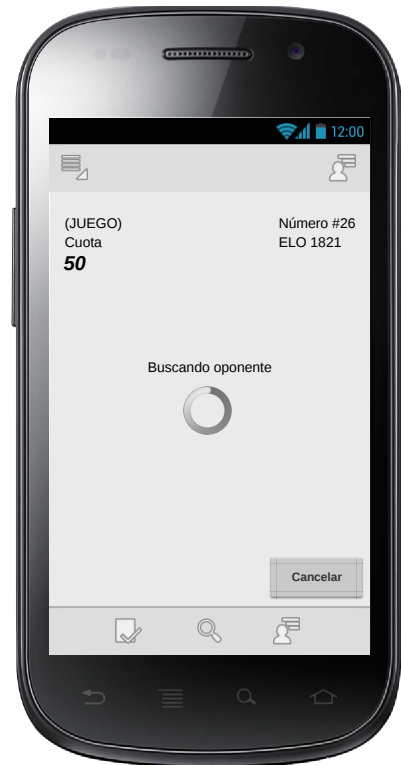 12:00
(JUEGO)
Número #26
Cuota
ELO 1821
50
Buscando oponente
Cancelar